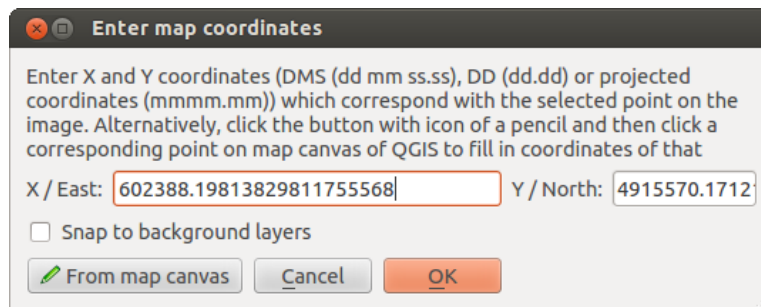 Enter map coordinates
Enter X and Y coordinates (DMS (dd mm ss.ss), DD (dd.dd) or projected
coordinates (mmmm.mm)) which correspond with the selected point on the
image. Alternatively, click the button with icon of a pencil and then click a
corresponding point on map canvas of QGIS to fill in coordinates of that
X / East: 602388.19813829811755568 Y / North: 4915570.1712
Snap to background layers
From map canvas Cancel OK